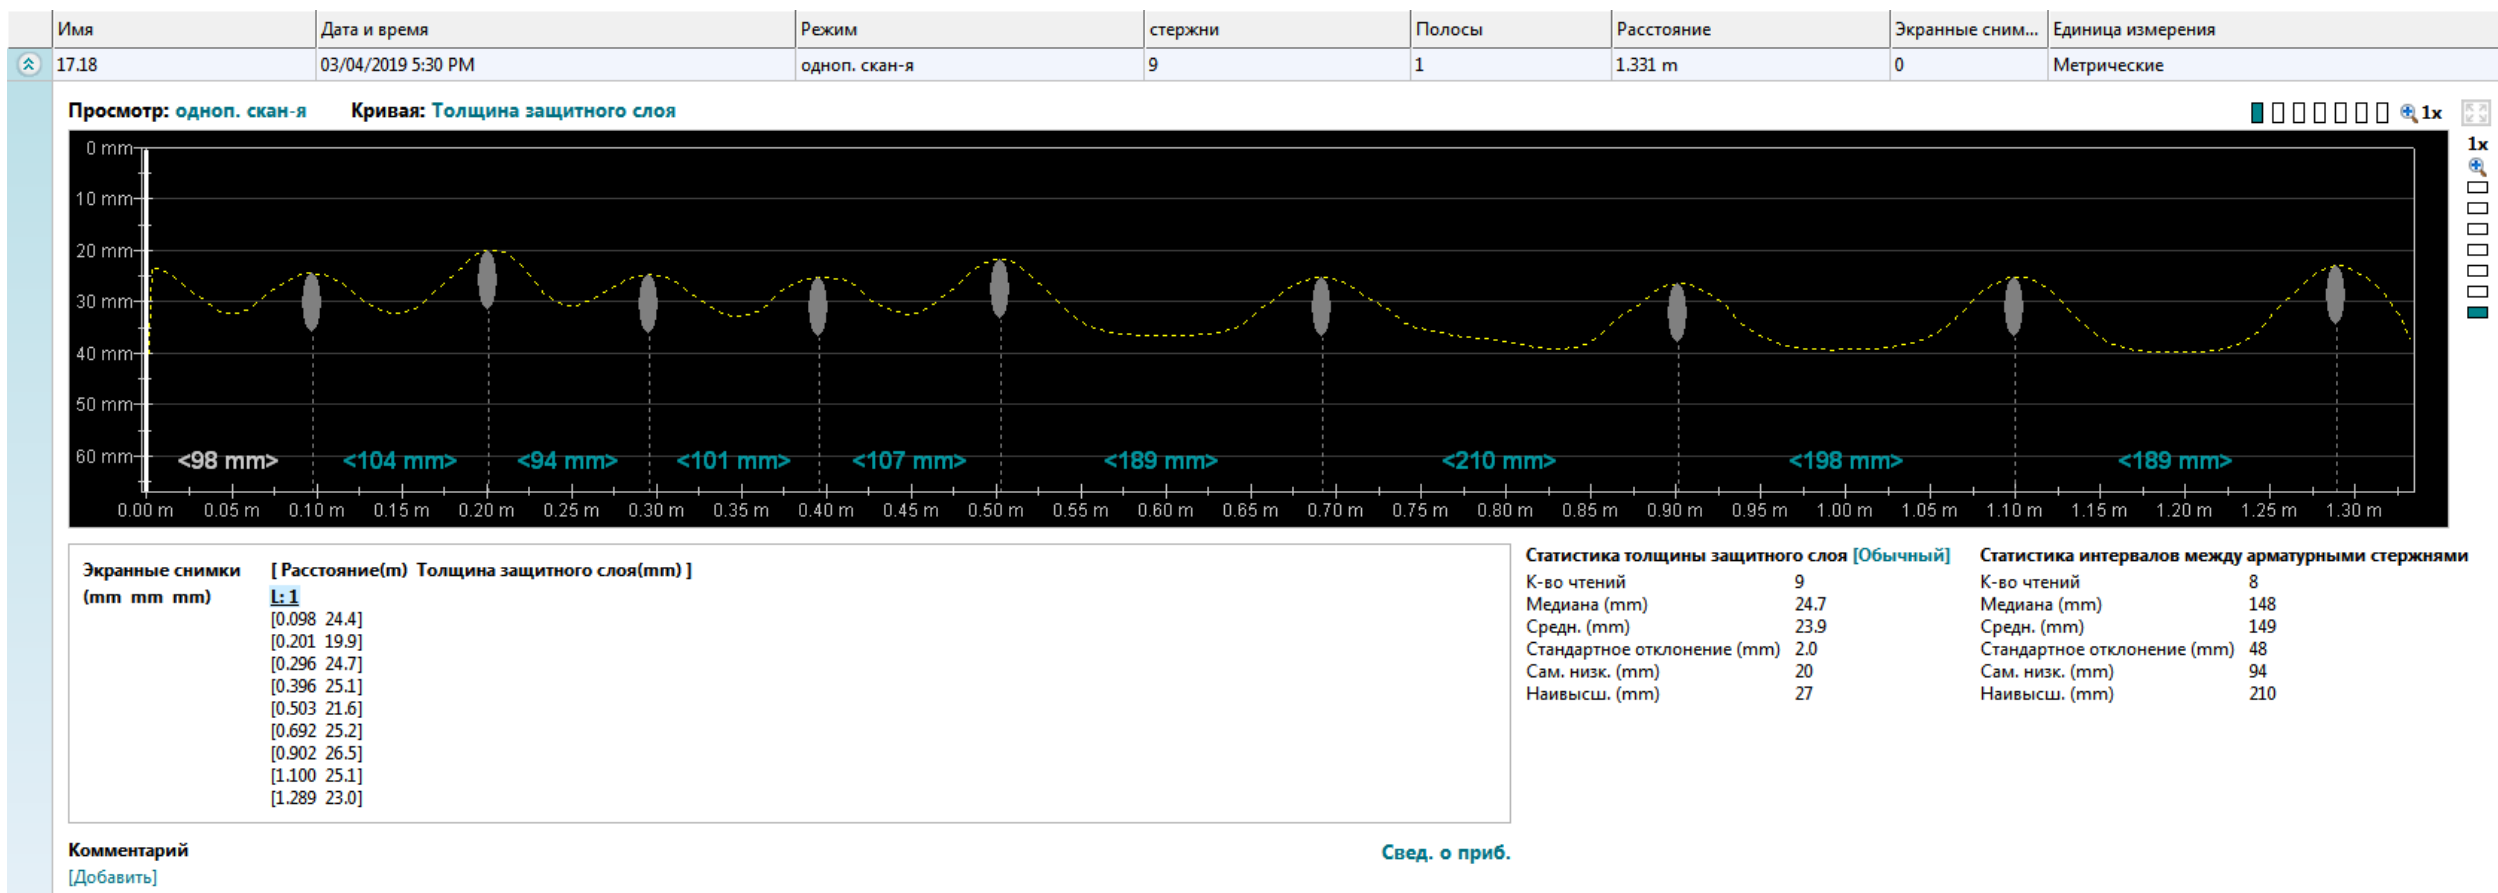 Имя Дата и время Режим стержни Полосы Расстояние Экранные сним... Единица измерения
17.18 03/04/2019 5:30 PM одноп. скан-я 9 1 1.331 m 0 Метрические
Просмотр: одноп. скан-я Кривая: Толщина защитного слоя 1x
1x
0 mm
10 mm
20 mm
30 mm
40 mm
50 mm
60 mm
<98 mm> <104 mm> <94 mm> <101 mm> <107 mm> <189 mm> <210 mm> <198 mm> <189 mm>
0.00 m 0.05 m 0.10 m 0.15 m 0.20 m 0.25 m 0.30 m 0.35 m 0.40 m 0.45 m 0.50 m 0.55 m 0.60 m 0.65 m 0.70 m 0.75 m 0.80 m 0.85 m 0.90 m 0.95 m 1.00 m 1.05 m 1.10 m 1.15 m 1.20 m 1.25 m 1.30 m
Экранные снимки [ Расстояние(m) Толщина защитного слоя(mm) ]
(mm mm mm) L: 1
[0.098 24.4]
[0.201 19.9]
[0.296 24.7]
[0.396 25.1]
[0.503 21.6]
[0.692 25.2]
[0.902 26.5]
[1.100 25.1]
[1.289 23.0]
Статистика толщины защитного слоя [Обычный]
К-во чтений 9
Медиана (mm) 24.7
Средн. (mm) 23.9
Стандартное отклонение (mm) 2.0
Сам. низк. (mm) 20
Наивысш. (mm) 27
Статистика интервалов между арматурными стержнями
К-во чтений 8
Медиана (mm) 148
Средн. (mm) 149
Стандартное отклонение (mm) 48
Сам. низк. (mm) 94
Наивысш. (mm) 210
Комментарий
[Добавить]
Свед. о приб.